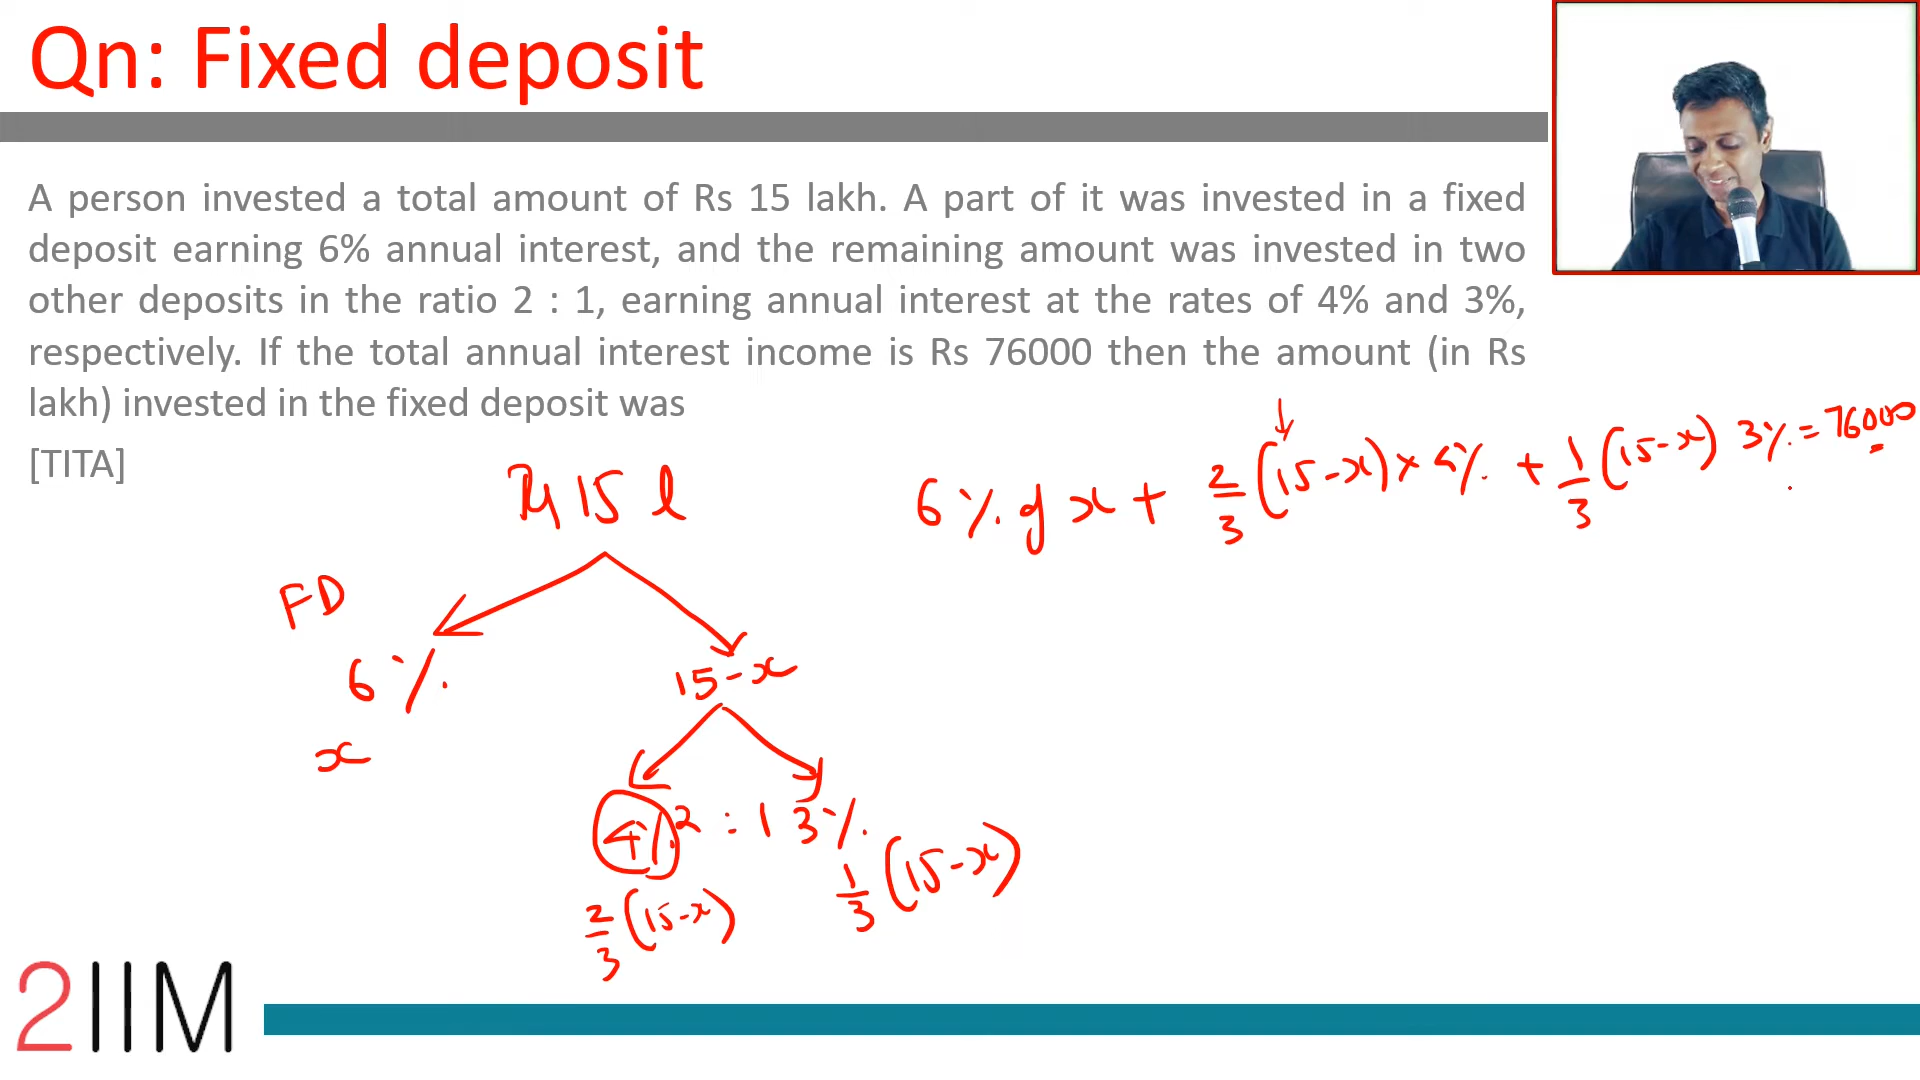 Qn: Fixed deposit
A person invested a total amount of Rs 15 lakh. A part of it was invested in a fixed
deposit earning 6% annual interest, and the remaining amount was invested in two
other deposits in the ratio 2 : 1, earning annual interest at the rates of 4% and 3%,
respectively. If the total annual interest income is Rs 76000 then the amount (in Rs
lakh) invested in the fixed deposit was
[TITA]
6% of x + 2/3 (15-x) × 4% + 1/3 (15-x) 3% = 76000
Rs 15 l
FD
6%
15-x
x
4% 2 : 1 3%
2/3 (15-x)
1/3 (15-x)
2IIM